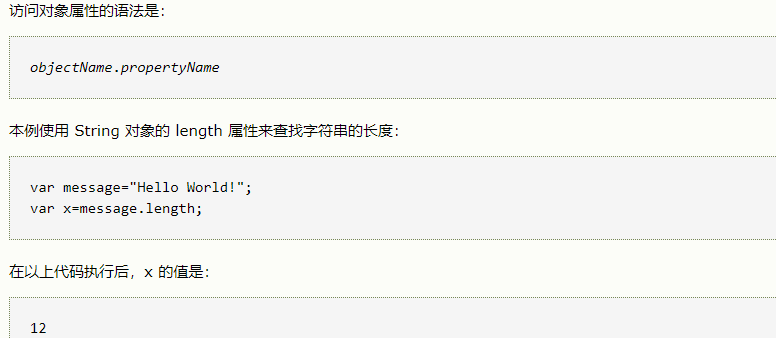 访问对象属性的语法是：
objectName.propertyName
本例使用 String 对象的 length 属性来查找字符串的长度：
var message="Hello World!";
var x=message.length;
在以上代码执行后，x 的值是：
12